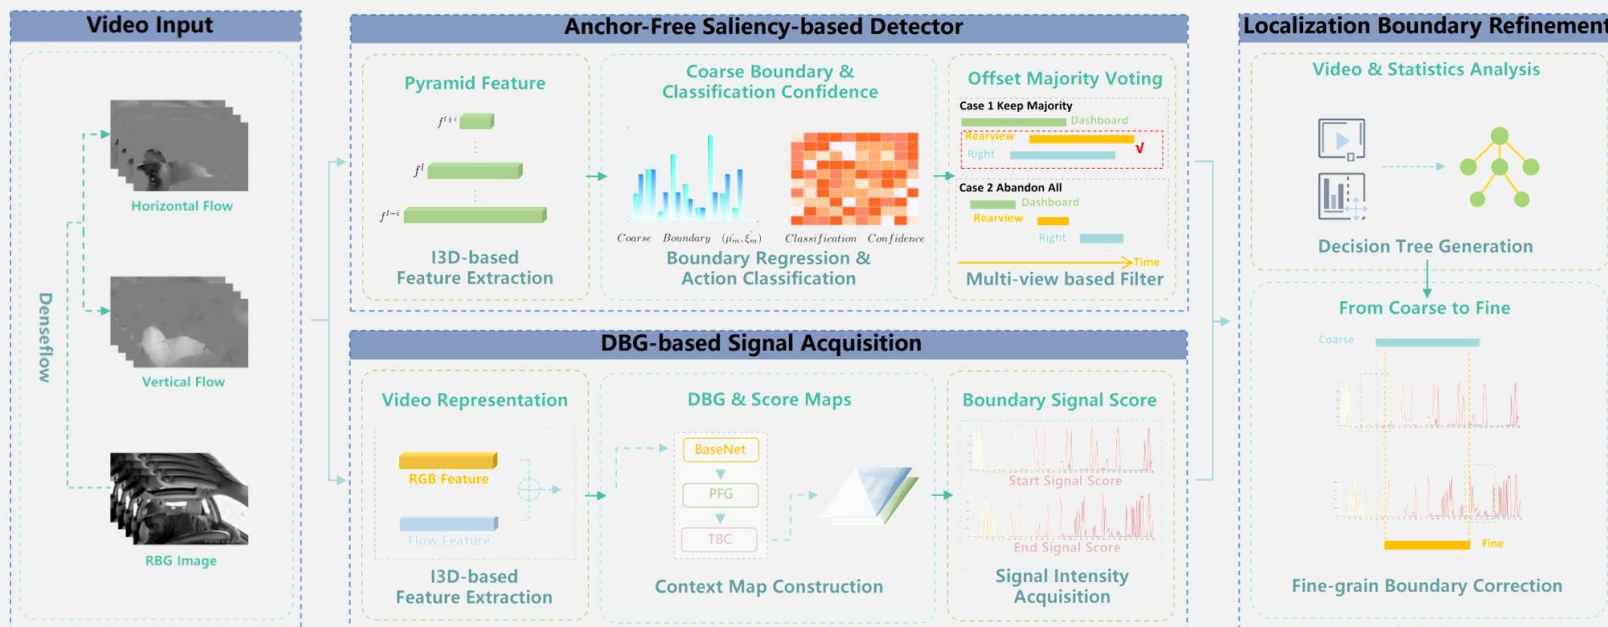 Video Input
Horizontal Flow
Denseflow
Vertical Flow
RBG Image
Anchor-Free Saliency-based Detector
Pyramid Feature
f^{l+i}
f^l
f^{l-i}
I3D-based
Feature Extraction
Coarse Boundary &
Classification Confidence
Coarse Boundary
Classification Confidence
Boundary Regression &
Action Classification
Offset Majority Voting
Case 1 Keep Majority
Dashboard
Rearview
Right
√
Case 2 Abandon All
Dashboard
Rearview
Right
Time
Multi-view based Filter
DBG-based Signal Acquisition
Video Representation
RGB Feature
Flow Feature
I3D-based
Feature Extraction
DBG & Score Maps
BaseNet
PFG
TBC
Context Map Construction
Boundary Signal Score
Start Signal Score
End Signal Score
Signal Intensity
Acquisition
Localization Boundary Refinement
Video & Statistics Analysis
Decision Tree Generation
From Coarse to Fine
Coarse
Fine
Fine-grain Boundary Correction